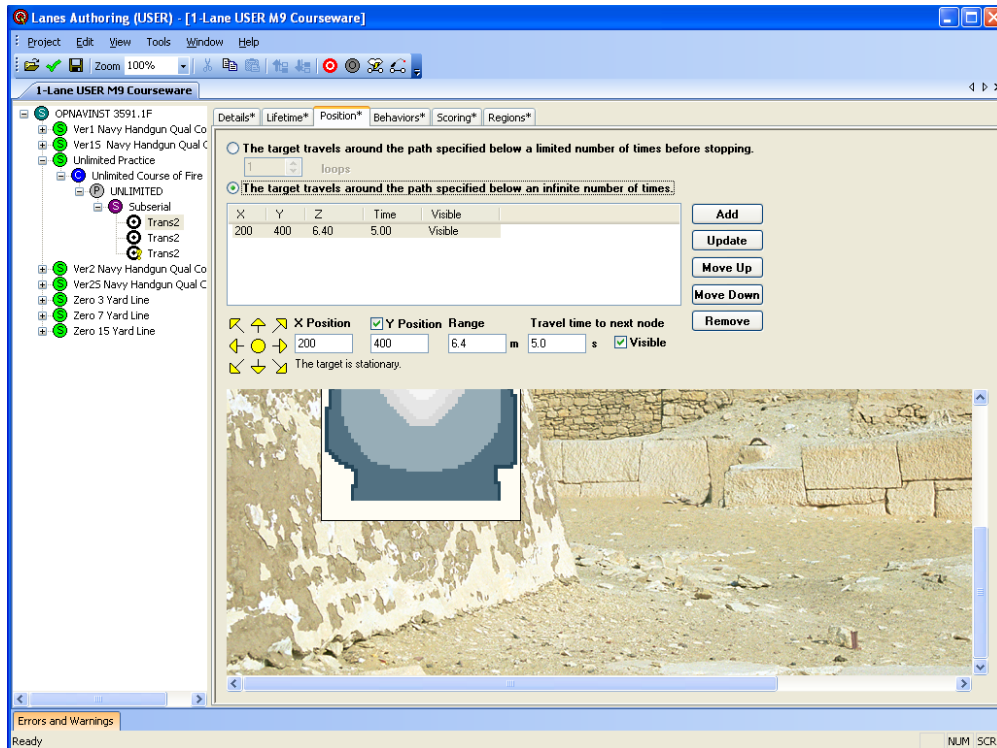 Lanes Authoring (USER) - [1-Lane USER M9 Courseware]
Project Edit View Tools Window Help
Zoom 100%
1-Lane USER M9 Courseware
OPNAVINST 3591.1F
Ver1 Navy Handgun Qual Co
Ver1S Navy Handgun Qual C
Unlimited Practice
Unlimited Course of Fire
UNLIMITED
Subserial
Trans2
Trans2
Trans2
Ver2 Navy Handgun Qual Co
Ver2S Navy Handgun Qual C
Zero 3 Yard Line
Zero 7 Yard Line
Zero 15 Yard Line
Details* Lifetime* Position* Behaviors* Scoring* Regions*
The target travels around the path specified below a limited number of times before stopping.
1 loops
The target travels around the path specified below an infinite number of times.
X Y Z Time Visible
200 400 6.40 5.00 Visible
Add
Update
Move Up
Move Down
Remove
X Position Y Position Range Travel time to next node
200 400 6.4 m 5.0 s Visible
The target is stationary.
Errors and Warnings
Ready NUM SCR